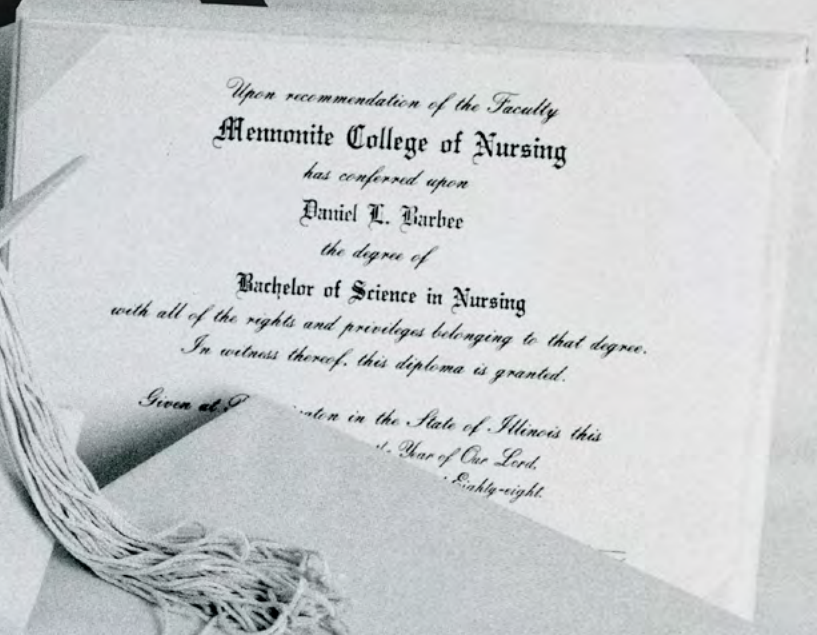 Upon recommendation of the Faculty
Mennonite College of Nursing
has conferred upon
Daniel L. Barbee
the degree of
Bachelor of Science in Nursing
with all of the rights and privileges belonging to that degree.
In witness thereof, this diploma is granted.
Given at in the State of Illinois this
Year of Our Lord,
Eighty-eight.